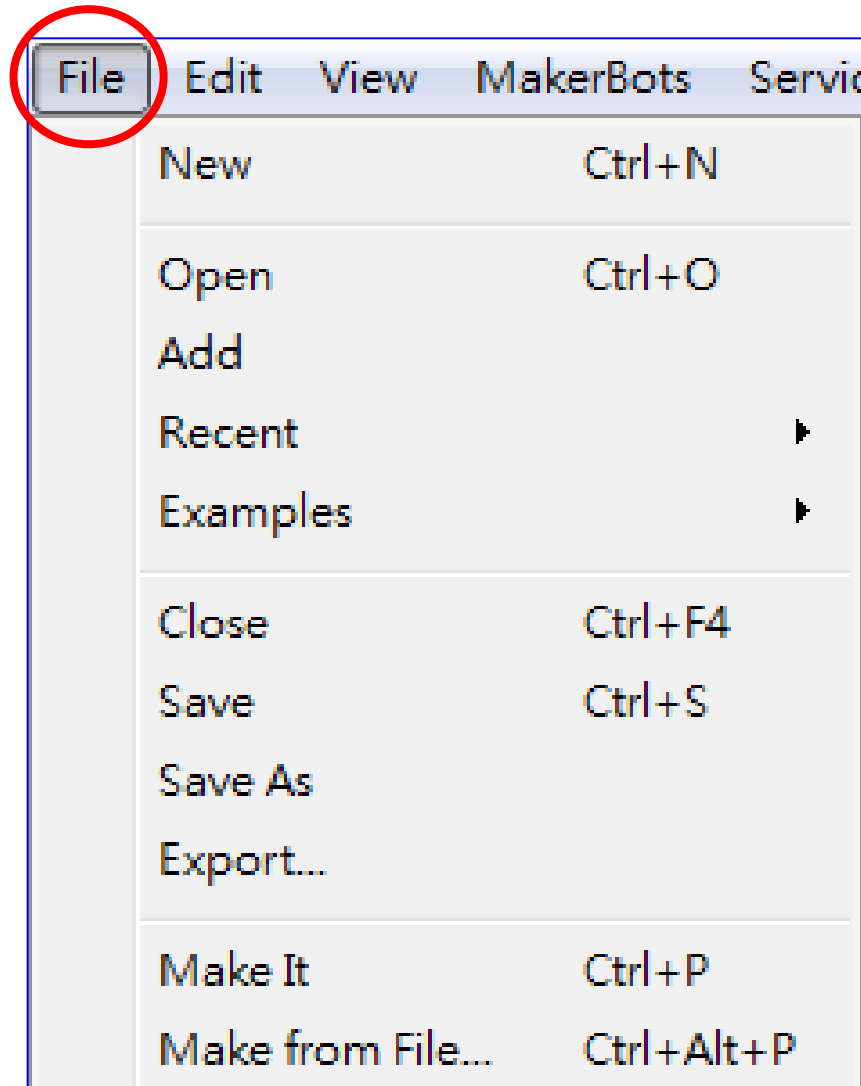 File Edit View MakerBots Servic
New Ctrl+N
Open Ctrl+O
Add
Recent
Examples
Close Ctrl+F4
Save Ctrl+S
Save As
Export...
Make It Ctrl+P
Make from File... Ctrl+Alt+P